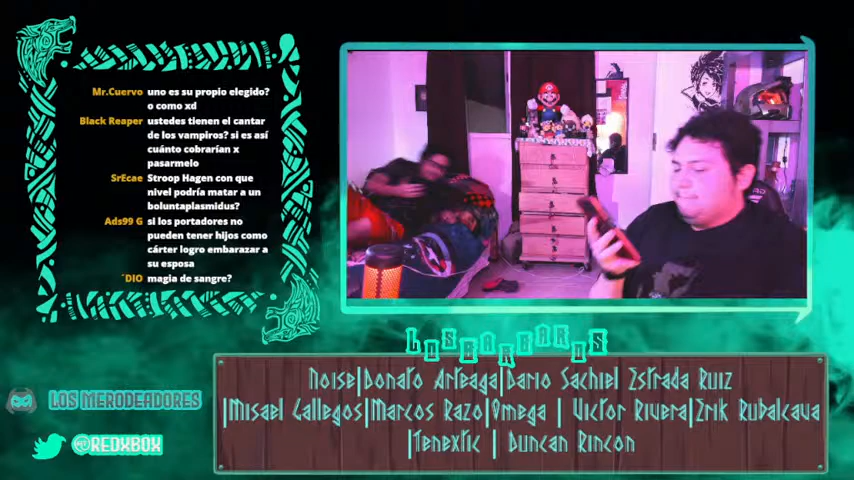 Mr.Cuervo uno es su propio elegido?
o como xd
Black Reaper ustedes tienen el cantar
de los vampiros? si es así
cuánto cobrarían x
pasarmelo
SrEcae Stroop Hagen con que
nivel podría matar a un
boluntaplasmidus?
Ads99 G si los portadores no
pueden tener hijos como
cárter logro embarazar a
su esposa
´DIO magia de sangre?
LOS BARBAROS
Noise|Donato Arteaga|Dario Sachiel Estrada Ruiz
|Misael Gallegos|Marcos Razo|Omega | Victor Rivera|Erik Rubalcava
|Tenextic | Duncan Rincon
LOS MERODEADORES
@REDXBOX